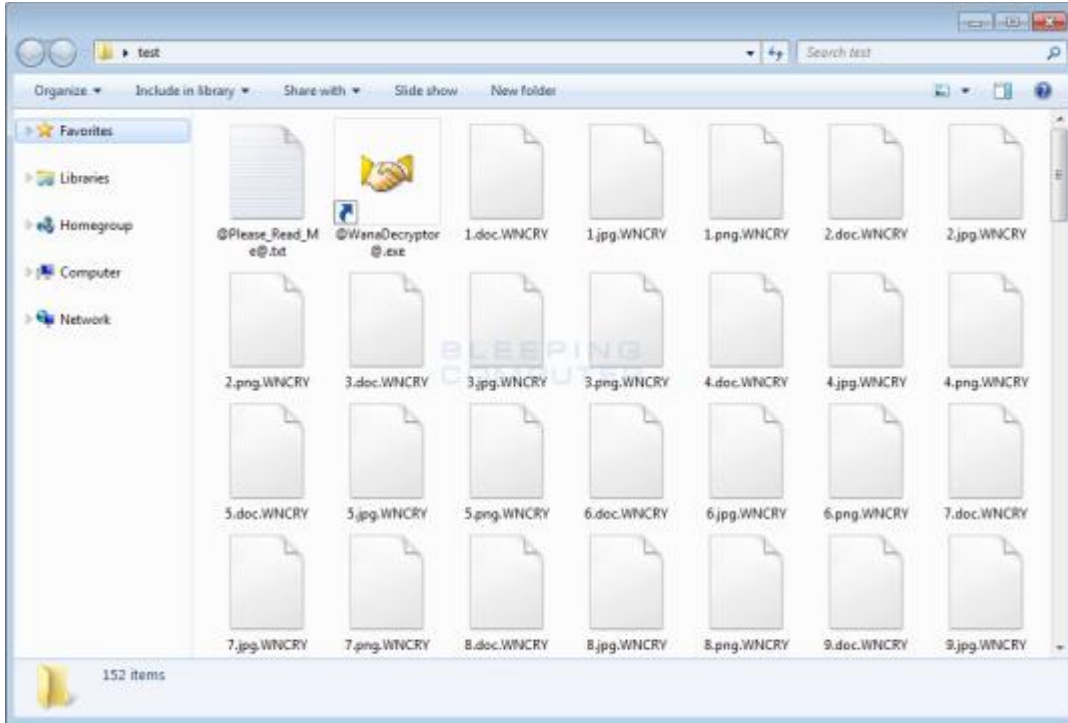 test
Search test
Organize
Include in library
Share with
Slide show
New folder
Favorites
Libraries
Homegroup
Computer
Network
@Please_Read_M
e@.txt
@WanaDecryptor
@.exe
1.doc.WNCRY
1.jpg.WNCRY
1.png.WNCRY
2.doc.WNCRY
2.jpg.WNCRY
BLEEPING
COMPUTER
2.png.WNCRY
3.doc.WNCRY
3.jpg.WNCRY
3.png.WNCRY
4.doc.WNCRY
4.jpg.WNCRY
4.png.WNCRY
5.doc.WNCRY
5.jpg.WNCRY
5.png.WNCRY
6.doc.WNCRY
6.jpg.WNCRY
6.png.WNCRY
7.doc.WNCRY
7.jpg.WNCRY
7.png.WNCRY
8.doc.WNCRY
8.jpg.WNCRY
8.png.WNCRY
9.doc.WNCRY
9.jpg.WNCRY
152 items